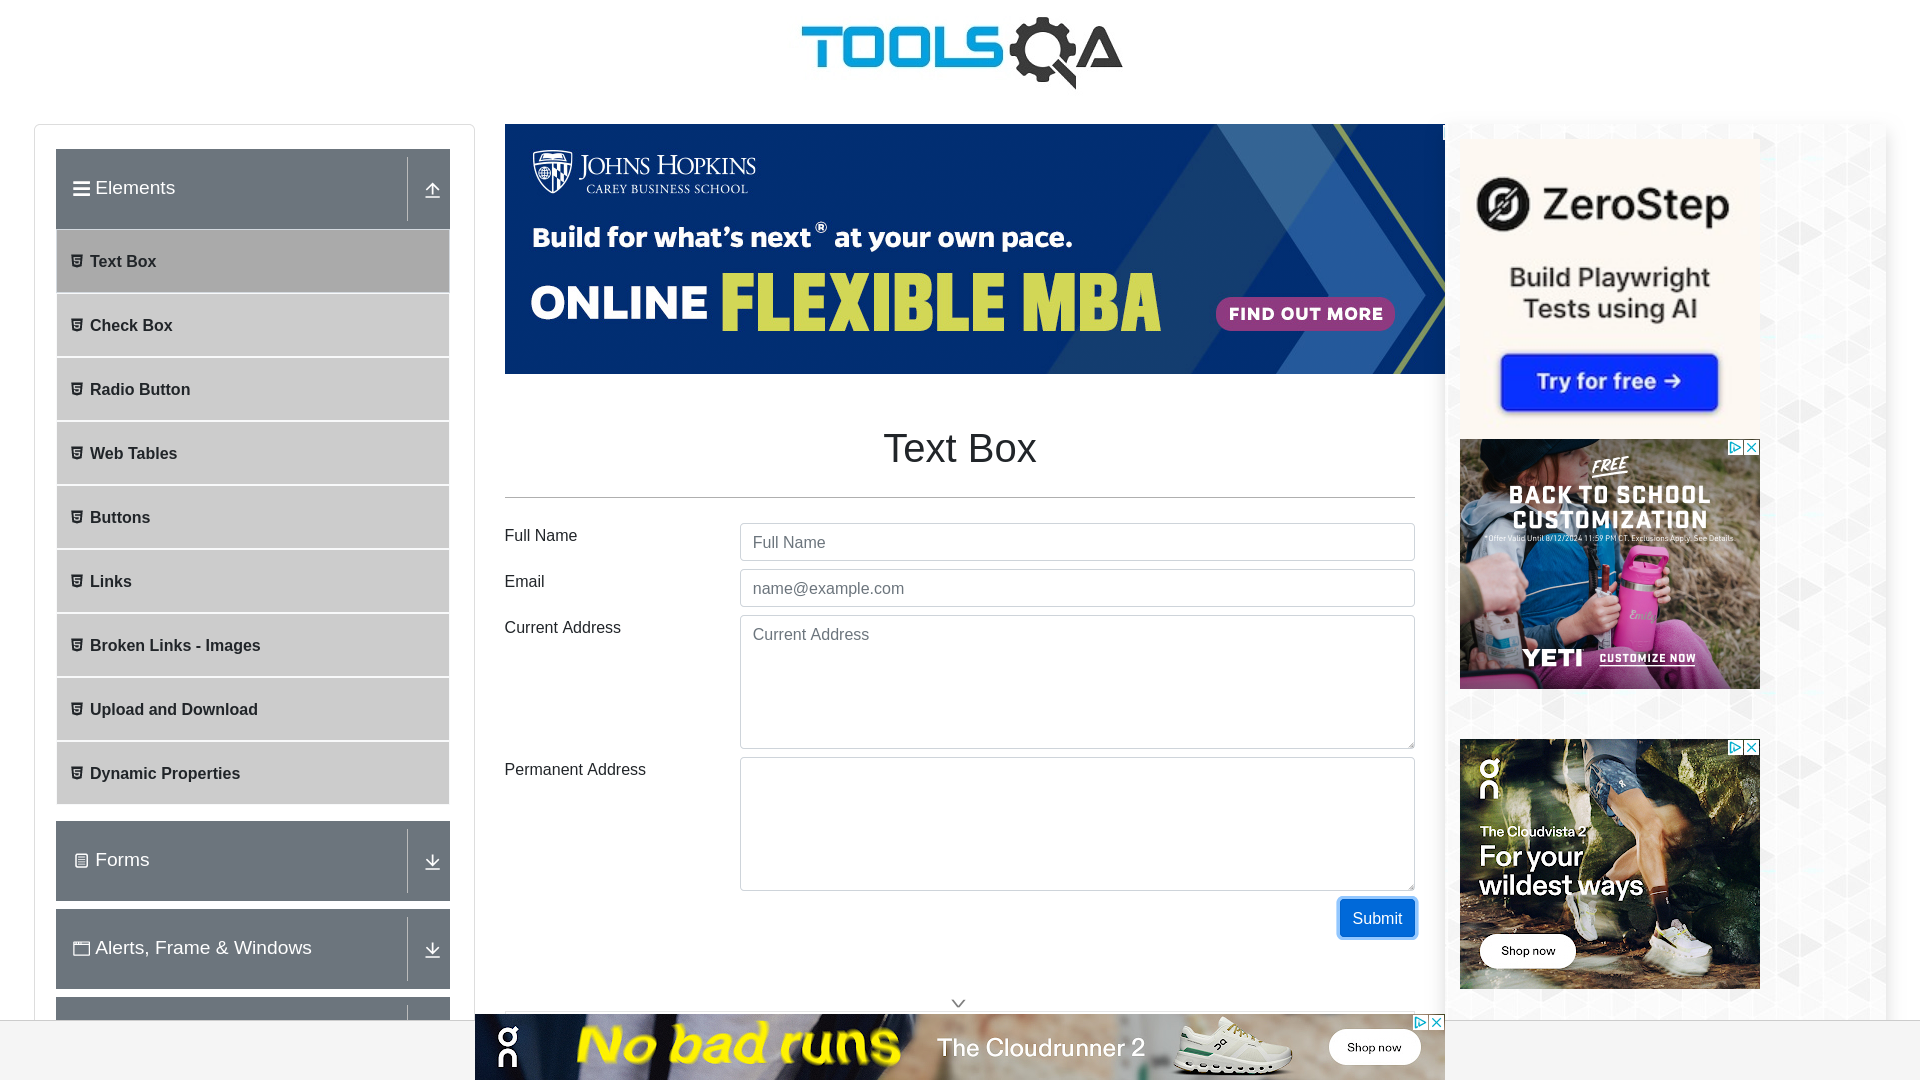 TOOLSQA
Elements
Text Box
Check Box
Radio Button
Web Tables
Buttons
Links
Broken Links - Images
Upload and Download
Dynamic Properties
Forms
Alerts, Frame & Windows
JOHNS HOPKINS
CAREY BUSINESS SCHOOL
Build for what's next® at your own pace.
ONLINE FLEXIBLE MBA
FIND OUT MORE
Text Box
Full Name
Full Name
Email
name@example.com
Current Address
Current Address
Permanent Address
Submit
ZeroStep
Build Playwright
Tests using AI
Try for free →
FREE
BACK TO SCHOOL
CUSTOMIZATION
*Offer Valid Until 8/12/2024 11:59 PM CT. Exclusions Apply. See Details
Emily
YETI
CUSTOMIZE NOW
on
The Cloudvista 2
For your
wildest ways
Shop now
on
No bad runs
The Cloudrunner 2
Shop now